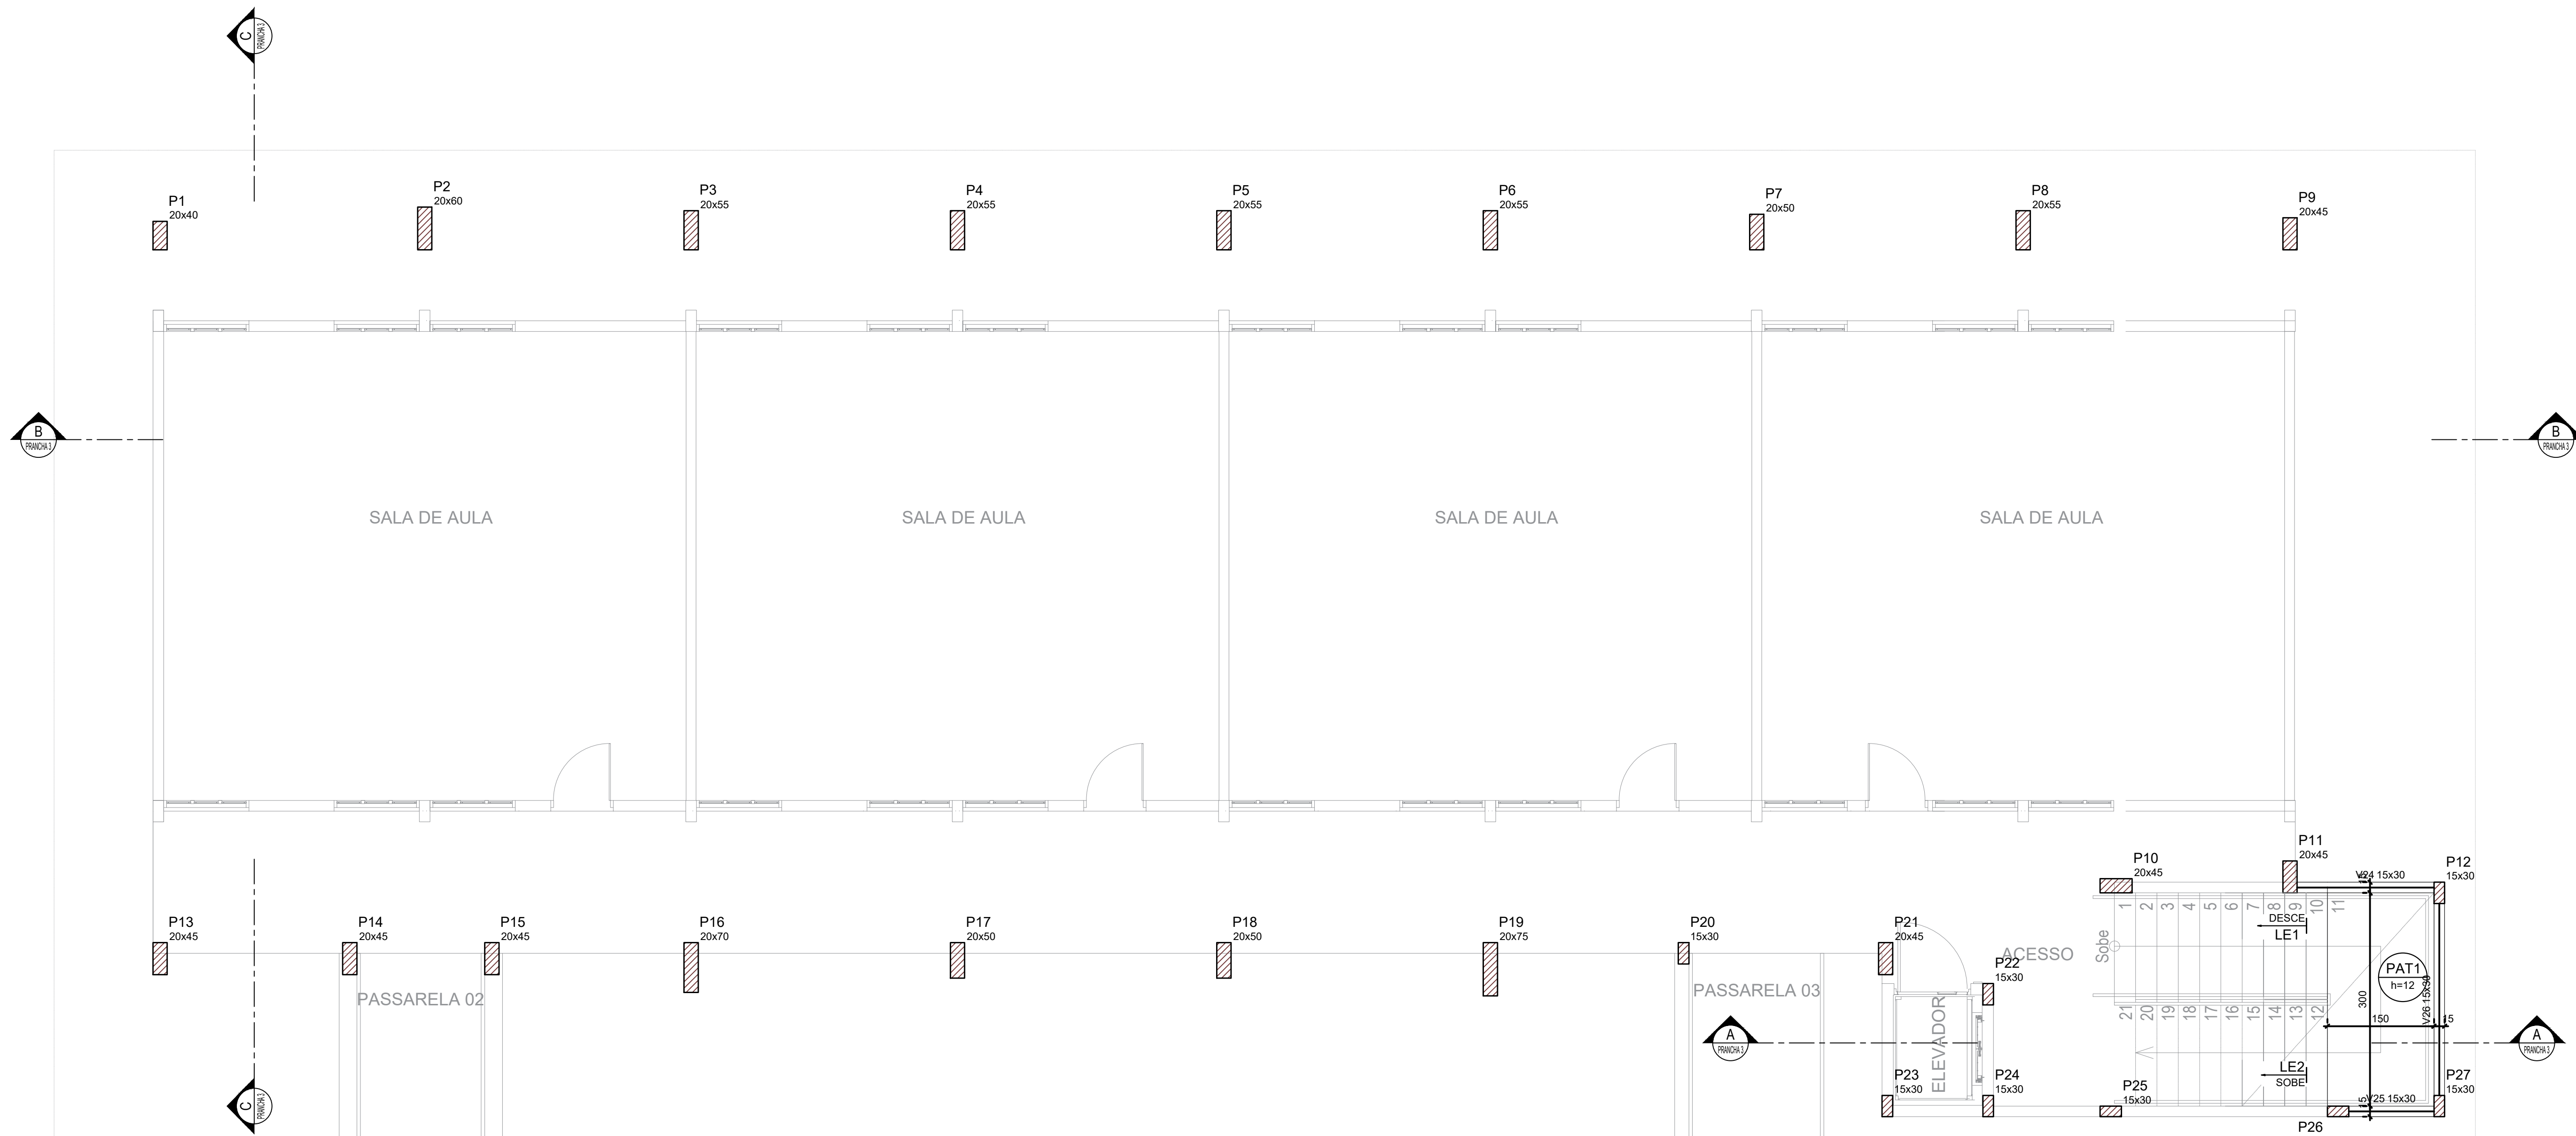 C
PRANCHA 3
P1
20x40
P2
20x60
P3
20x55
P4
20x55
P5
20x55
P6
20x55
P7
20x50
P8
20x55
P9
20x45
B
PRANCHA 3
B
PRANCHA 3
SALA DE AULA
SALA DE AULA
SALA DE AULA
SALA DE AULA
P10
20x45
P11
20x45
V24 15x30
15
P12
15x30
P13
20x45
P14
20x45
P15
20x45
P16
20x70
P17
20x50
P18
20x50
P19
20x75
P20
15x30
P21
20x45
P22
15x30
ACESSO
Sobe
1
2
3
4
5
6
7
8
9
10
11
DESCE
LE1
PAT1
h=12
V26 15x30
300
150
15
21
20
19
18
17
16
15
14
13
12
PASSARELA 02
PASSARELA 03
ELEVADOR
A
PRANCHA 3
A
PRANCHA 3
LE2
SOBE
P23
15x30
P24
15x30
P25
15x30
15
V25 15x30
P26
P27
15x30
C
PRANCHA 3